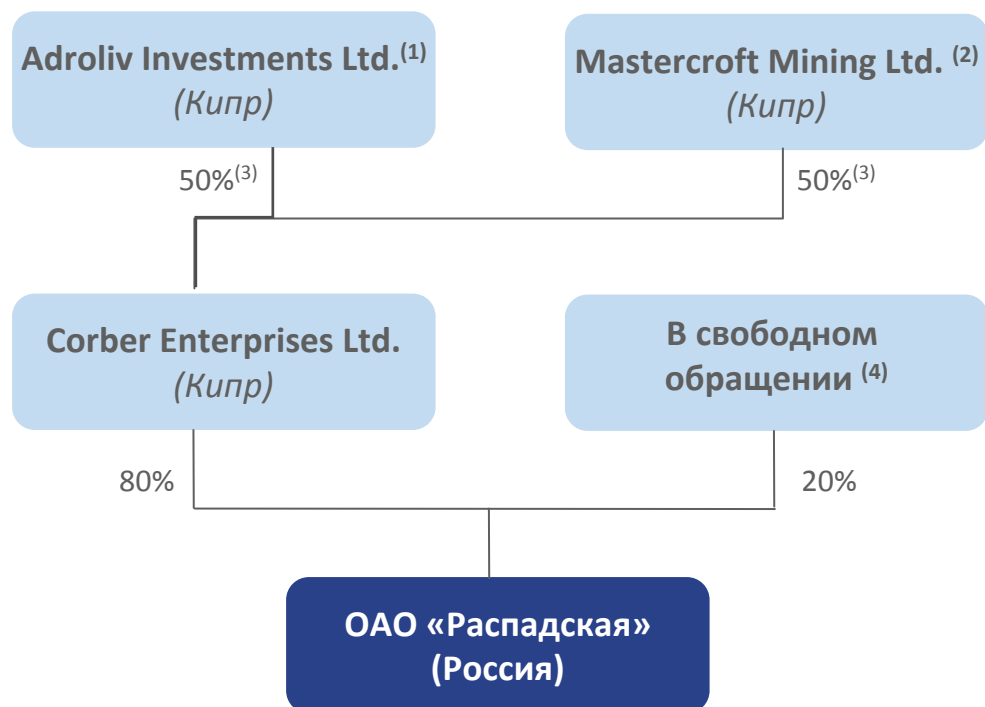 Adroliv Investments Ltd.(1)
(Кипр)
Mastercroft Mining Ltd. (2)
(Кипр)
50%(3)
50%(3)
Corber Enterprises Ltd.
(Кипр)
В свободном
обращении (4)
80%
20%
ОАО «Распадская»
(Россия)